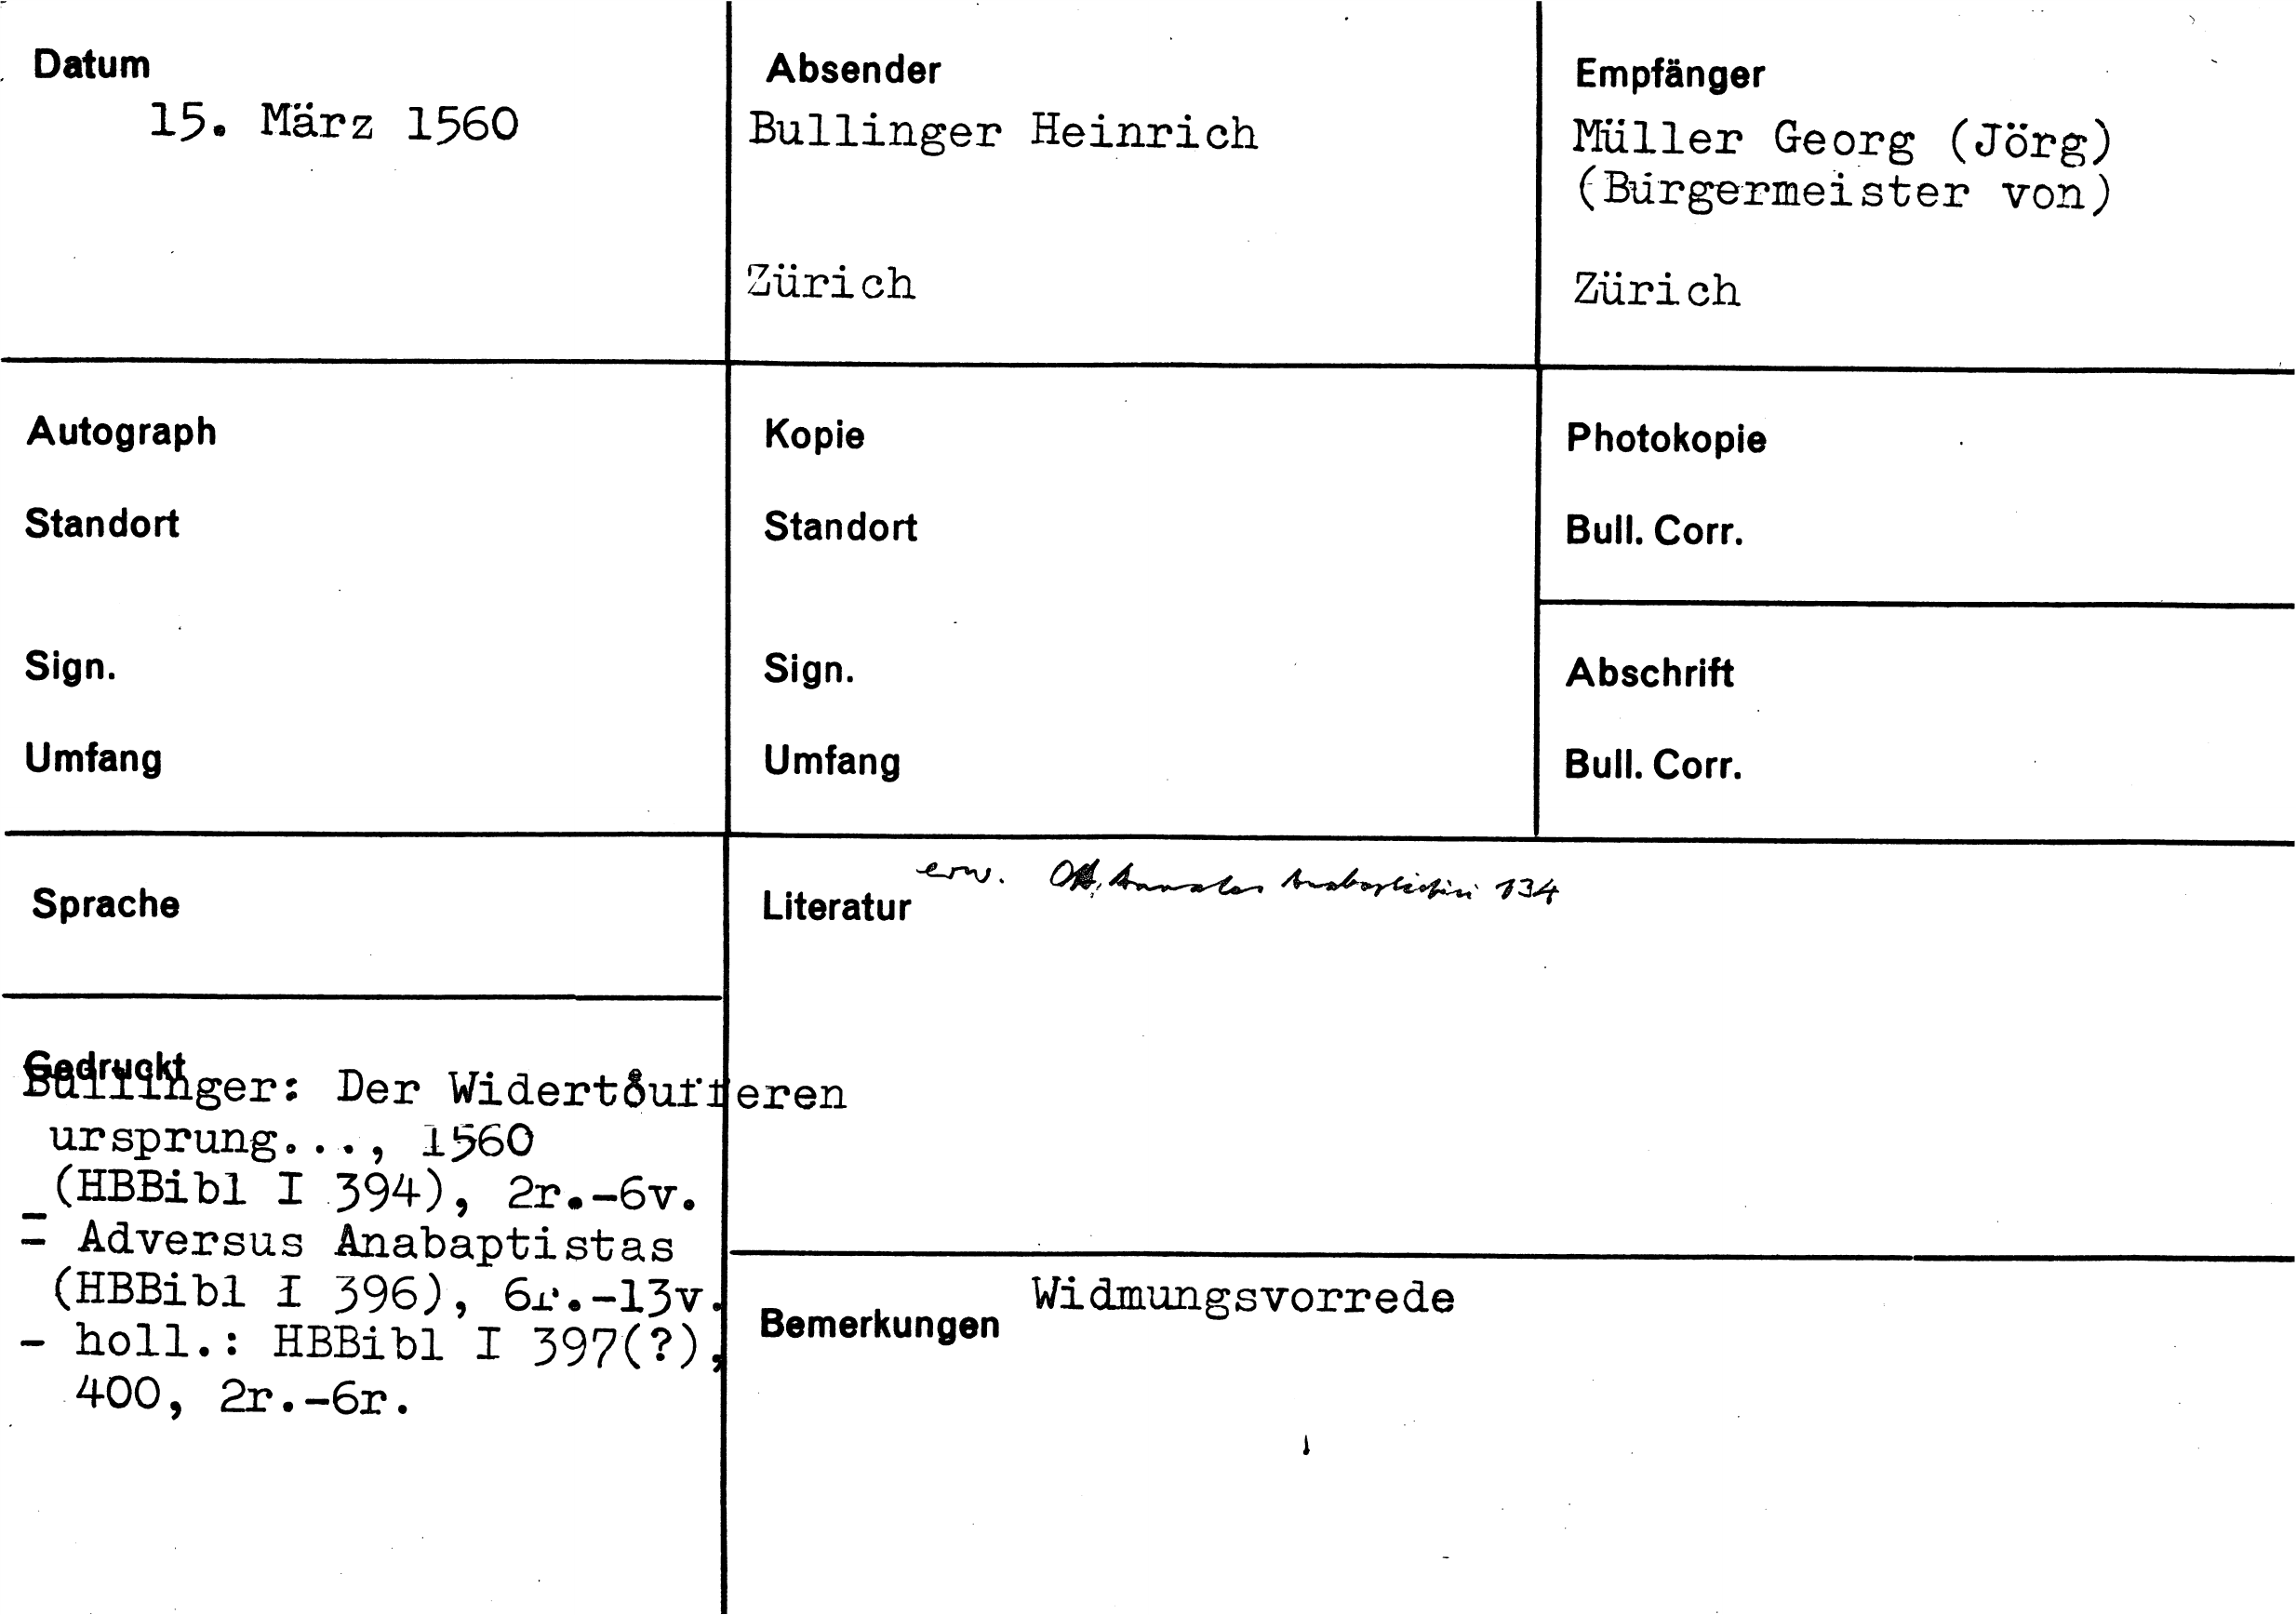 Datum
15. März 1560
Absender
Bullinger Heinrich
Zürich
Empfänger
Müller Georg (Jörg)
(Bürgermeister von)
Zürich
Autograph
Standort
Sign.
Umfang
Kopie
Standort
Sign.
Umfang
Photokopie
Bull. Corr.
Abschrift
Bull. Corr.
Sprache
Literatur
erw. Ott, Annales Anabaptistici 134
Gedruckt
Bullinger: Der Widertöufferen
ursprung..., 1560
(HBBibl I 394), 2r.-6v.
= Adversus Anabaptistas
(HBBibl I 396), 6r.-13v.
- holl.: HBBibl I 397(?),
400, 2r.-6r.
Bemerkungen
Widmungsvorrede